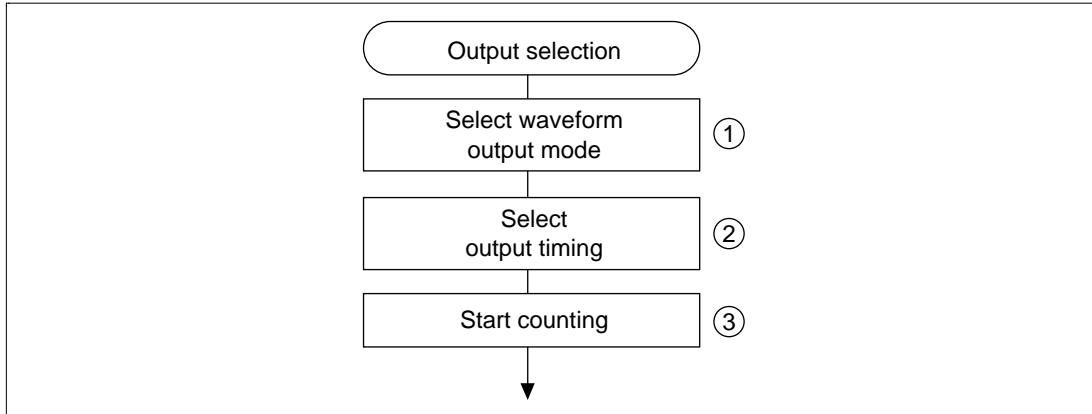 Output selection
Select waveform
output mode
①
Select
output timing
②
Start counting
③